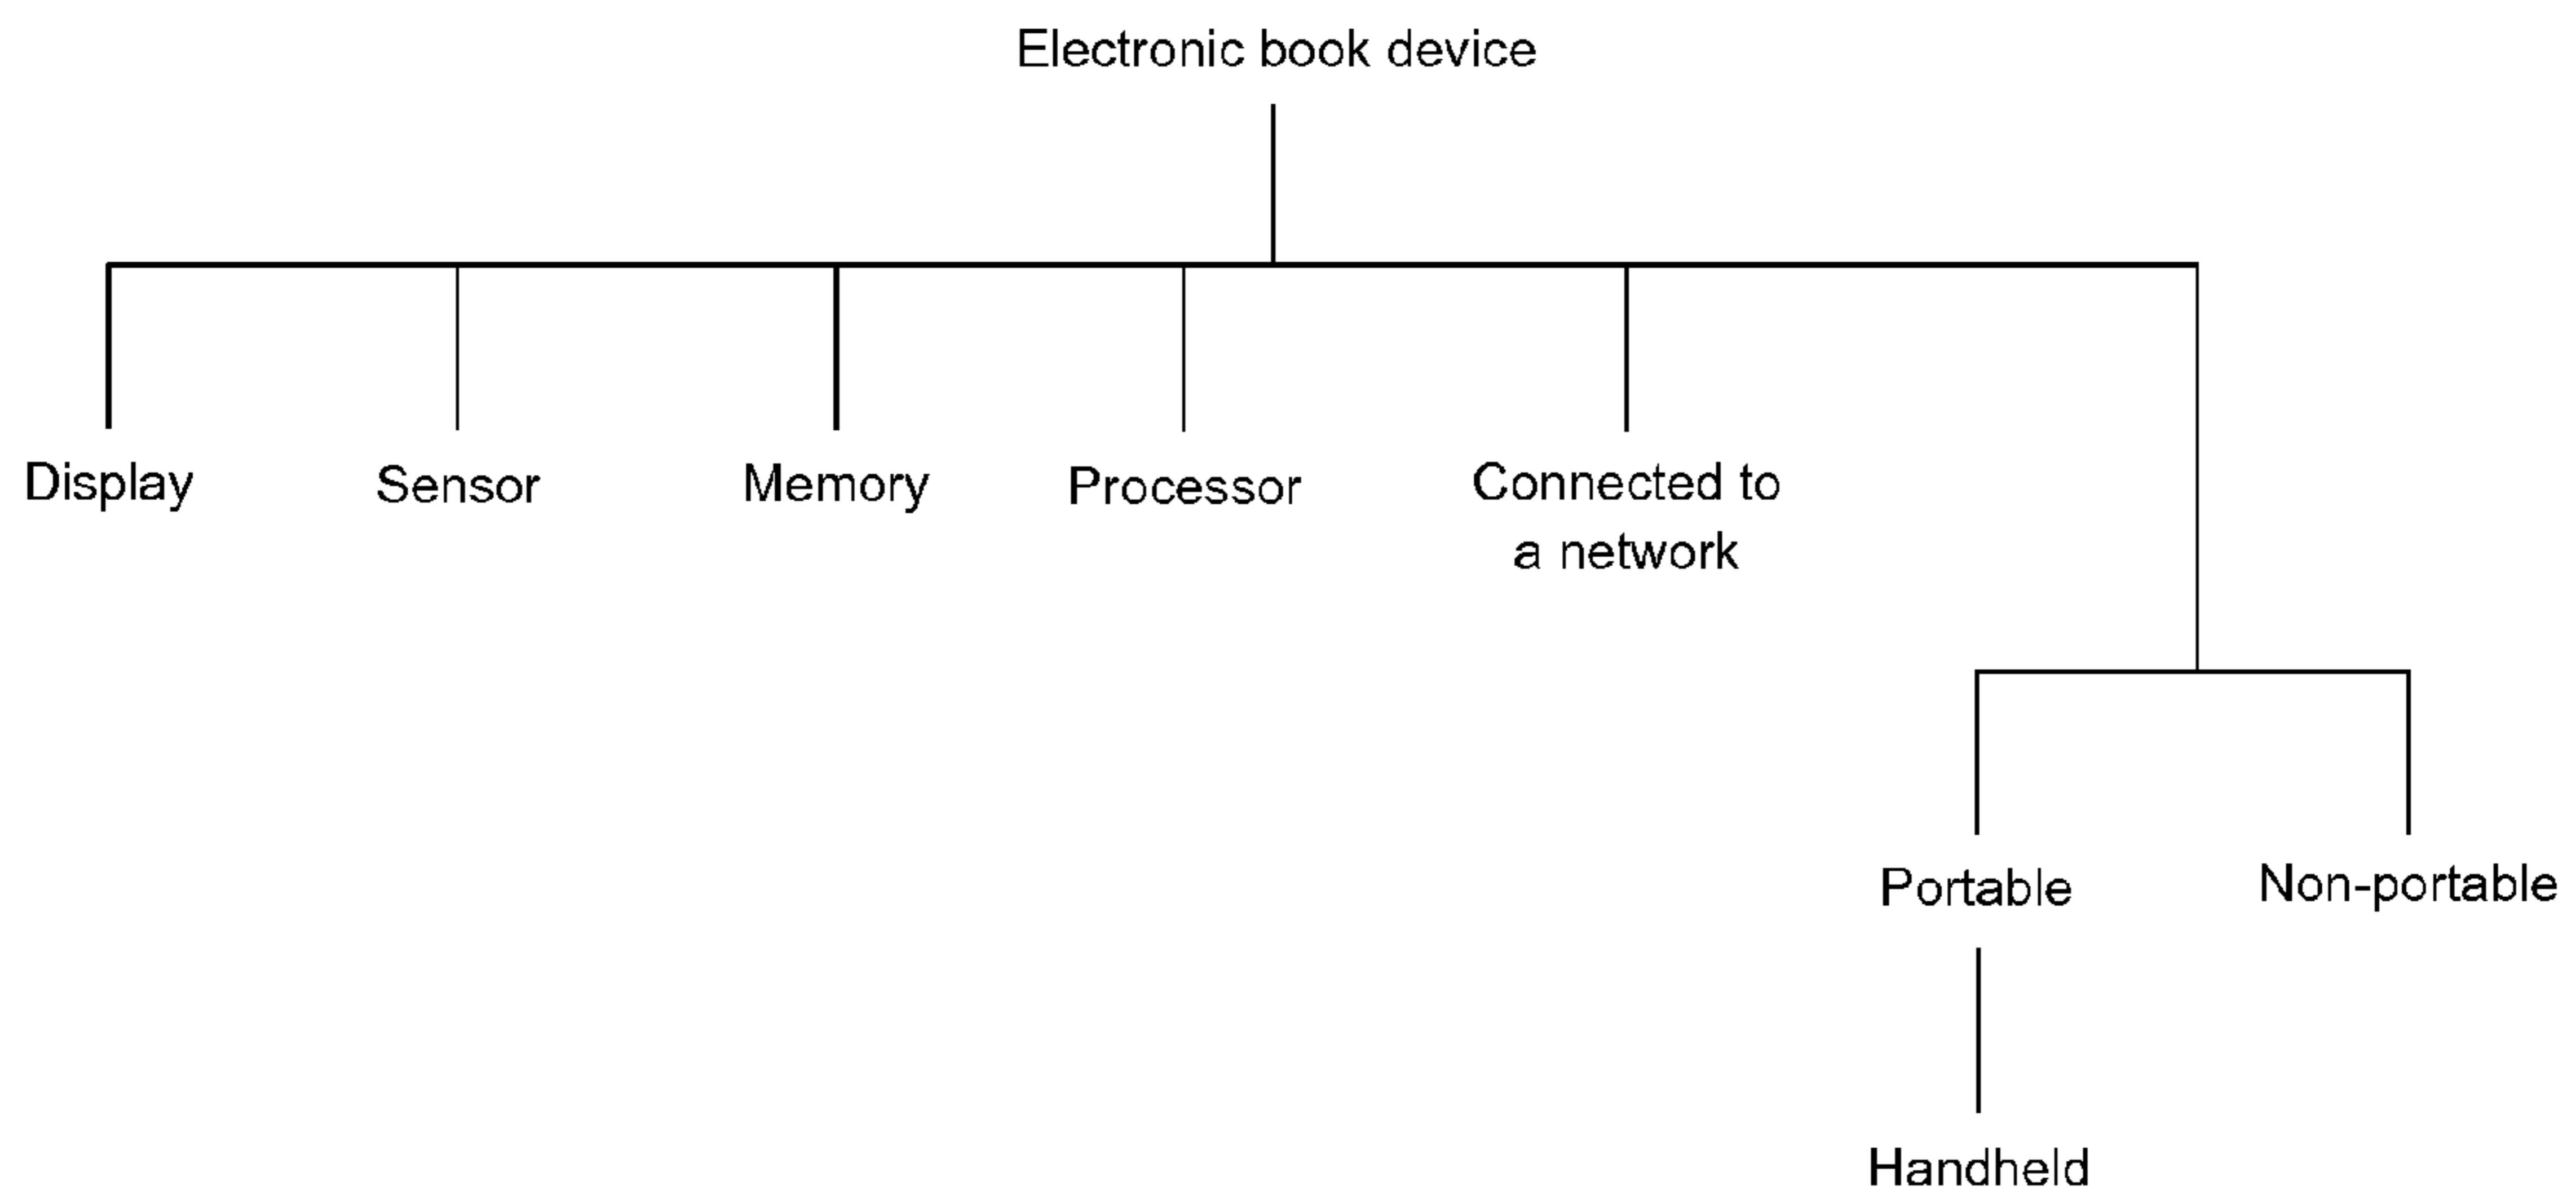 Electronic book device
Display
Sensor
Memory
Processor
Connected to
a network
Portable
Non-portable
Handheld